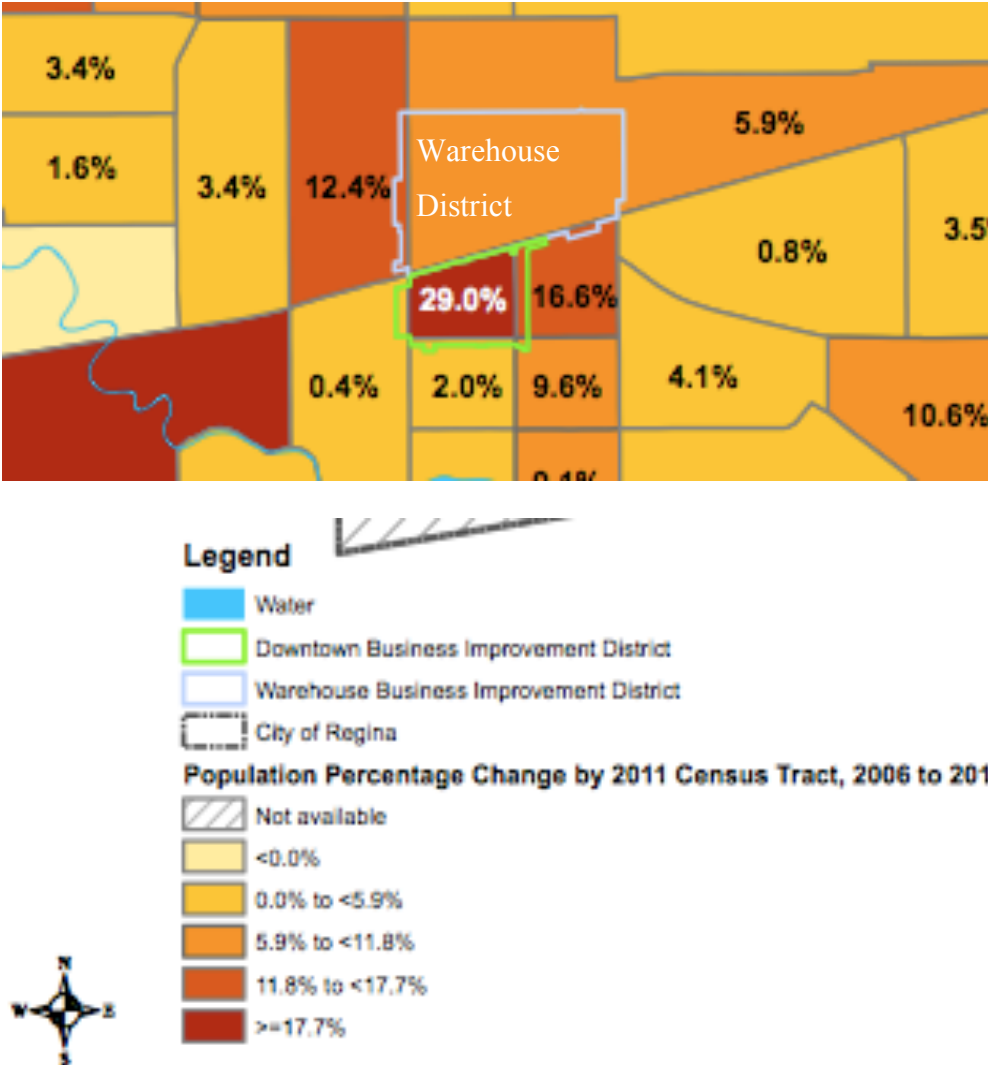 3.4%
5.9%
Warehouse
1.6%
3.4%
12.4%
District
0.8%
3.5
29.0%
16.6%
0.4%
2.0%
9.6%
4.1%
10.6%
Legend
Water
Downtown Business Improvement District
Warehouse Business Improvement District
City of Regina
Population Percentage Change by 2011 Census Tract, 2006 to 201
Not available
<0.0%
0.0% to <5.9%
5.9% to <11.8%
11.8% to <17.7%
>=17.7%
N
W E
S